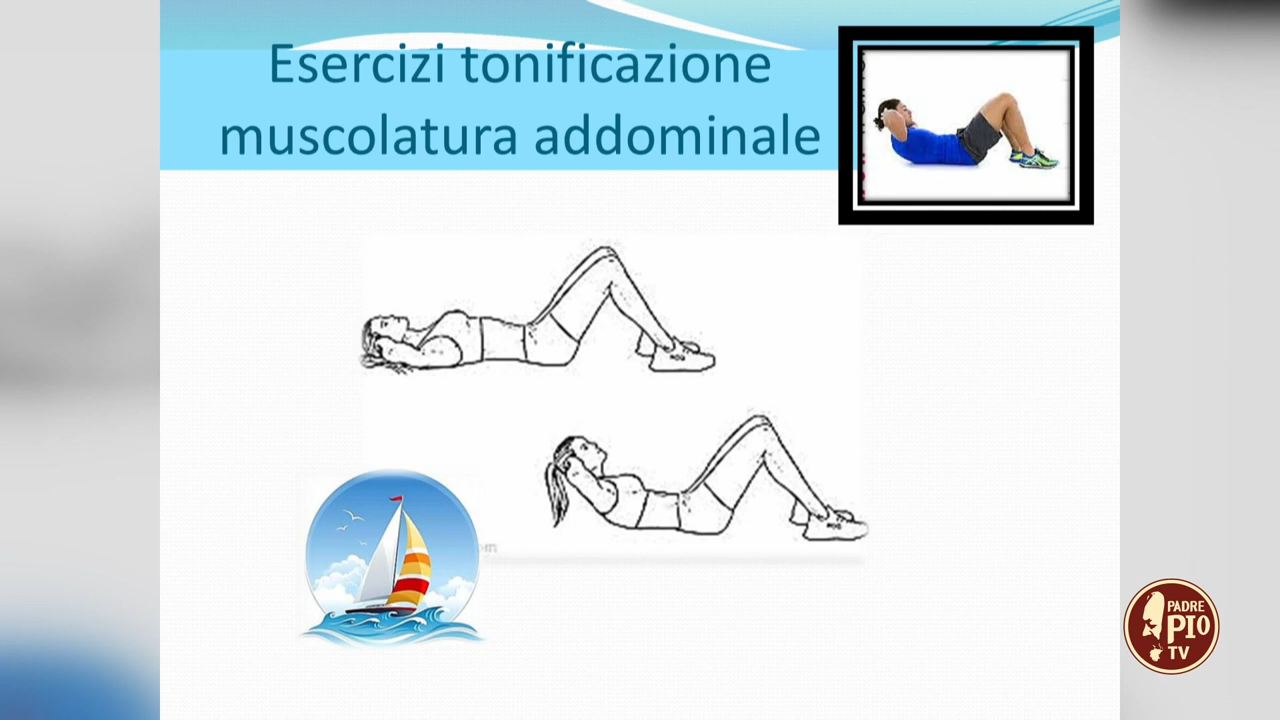 Esercizi tonificazione
muscolatura addominale
PADRE
PIO
TV